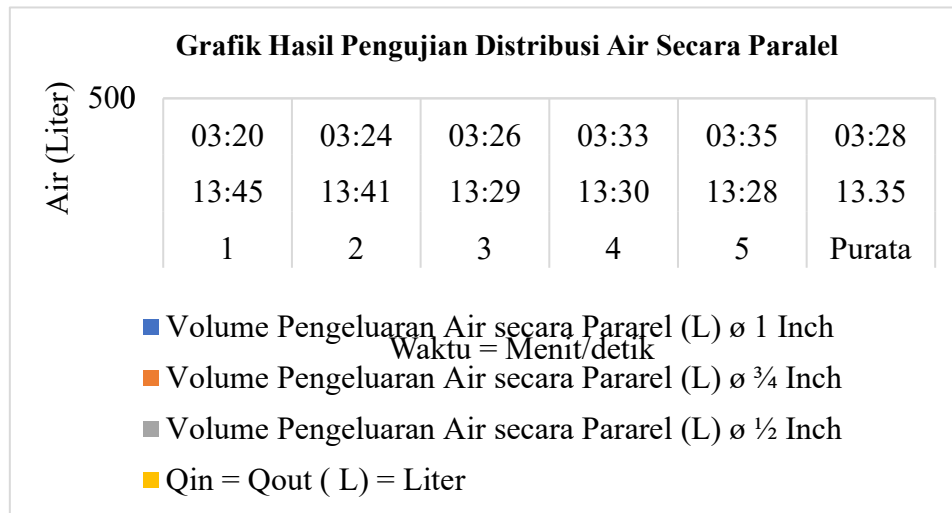 Grafik Hasil Pengujian Distribusi Air Secara Paralel
Air (Liter)
500
03:20 03:24 03:26 03:33 03:35 03:28
13:45 13:41 13:29 13:30 13:28 13.35
1 2 3 4 5 Purata
Volume Pengeluaran Air secara Pararel (L) ø 1 Inch
Waktu = Menit/detik
Volume Pengeluaran Air secara Pararel (L) ø ¾ Inch
Volume Pengeluaran Air secara Pararel (L) ø ½ Inch
Qin = Qout ( L) = Liter